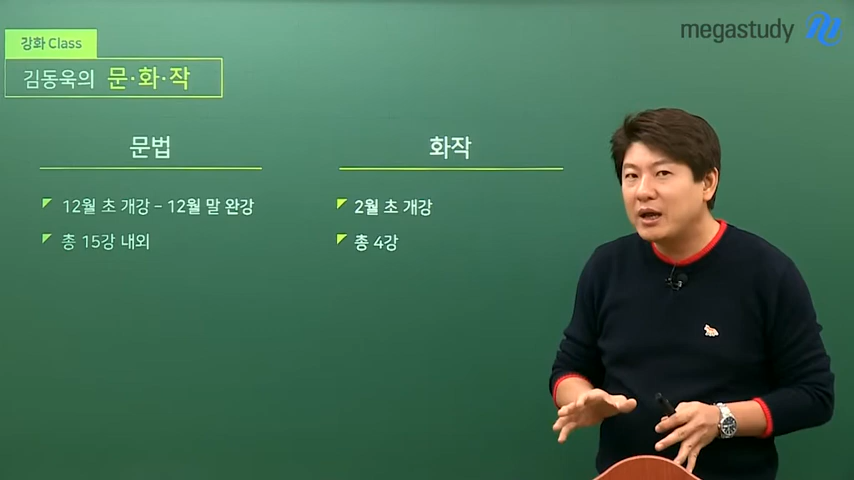 megastudy
강화 Class
김동욱의 문·화·작
문법
12월 초 개강 – 12월 말 완강
총 15강 내외
화작
2월 초 개강
총 4강